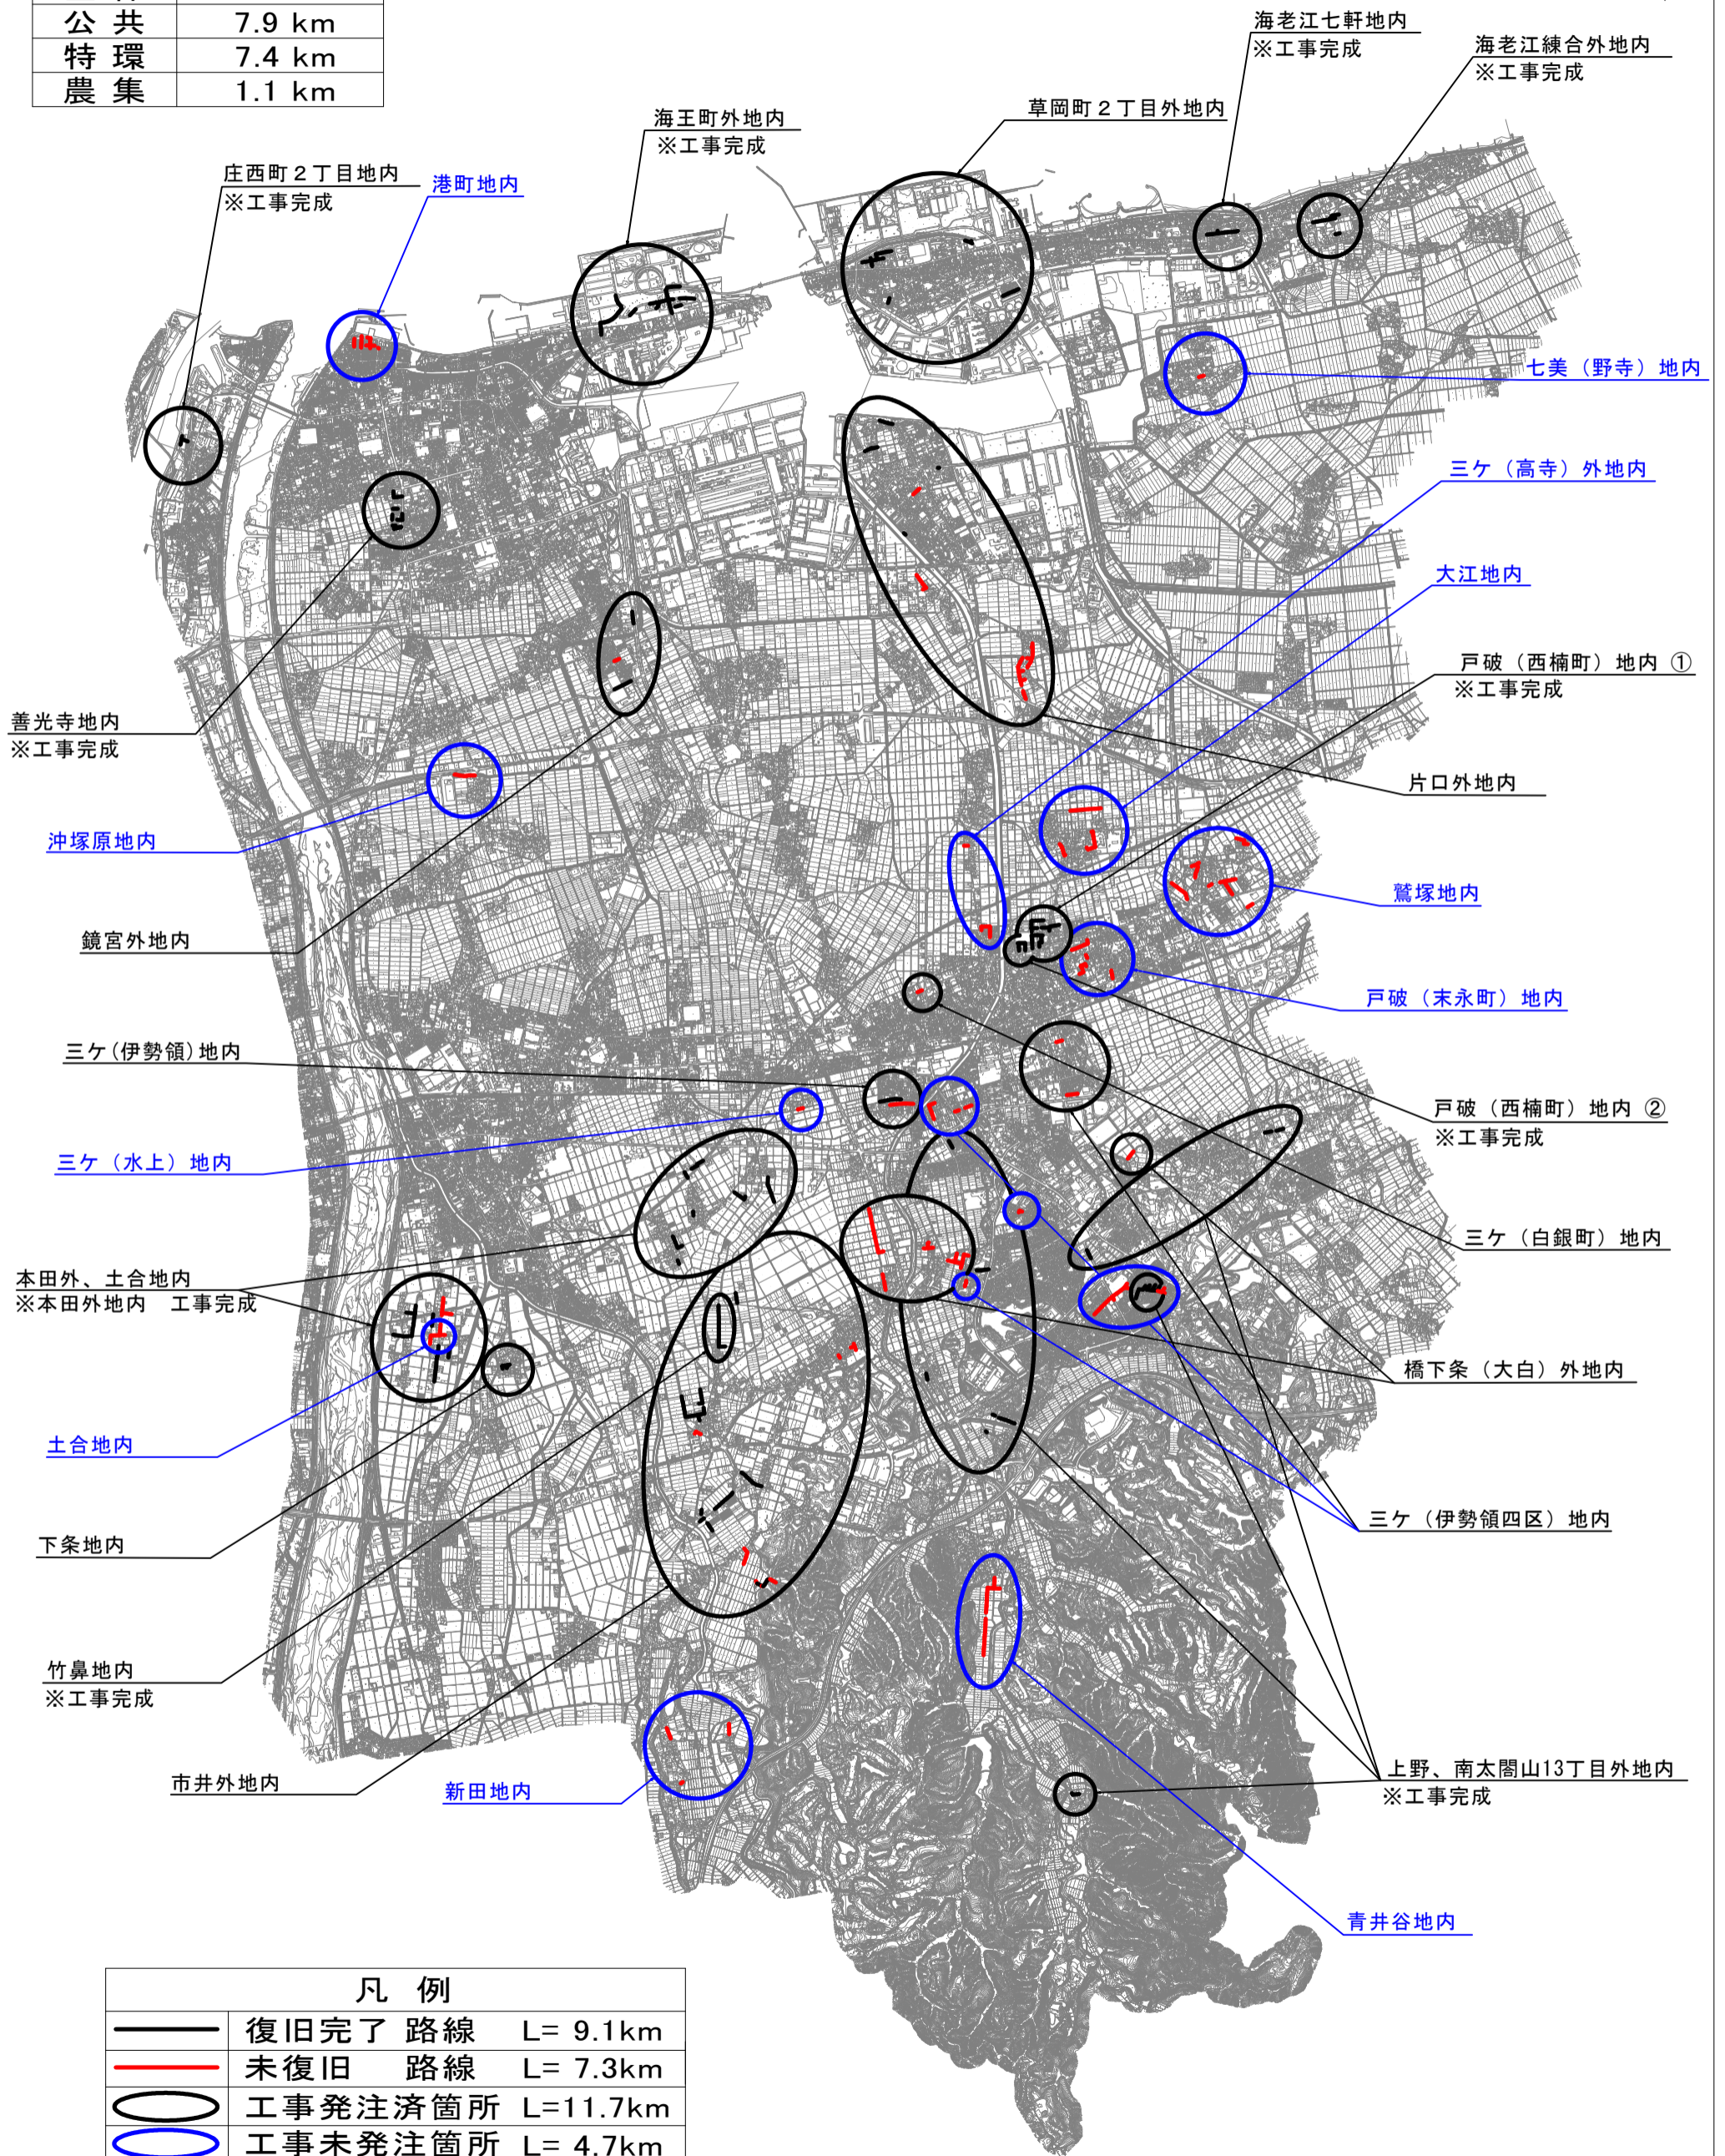 公共 7.9 km
特環 7.4 km
農集 1.1 km
海老江七軒地内
※工事完成
海老江練合外地内
※工事完成
草岡町２丁目外地内
海王町外地内
※工事完成
庄西町２丁目地内
※工事完成
港町地内
七美（野寺）地内
三ケ（高寺）外地内
大江地内
戸破（西楠町）地内 ①
※工事完成
善光寺地内
※工事完成
片口外地内
沖塚原地内
鷲塚地内
鏡宮外地内
戸破（末永町）地内
三ケ(伊勢領)地内
戸破（西楠町）地内 ②
※工事完成
三ケ（水上）地内
三ケ（白銀町）地内
本田外、土合地内
※本田外地内　工事完成
橋下条（大白）外地内
土合地内
三ケ（伊勢領四区）地内
下条地内
竹鼻地内
※工事完成
市井外地内
新田地内
上野、南太閤山13丁目外地内
※工事完成
青井谷地内
凡 例
復旧完了 路線 L= 9.1km
未復旧 路線 L= 7.3km
工事発注済箇所 L=11.7km
工事未発注箇所 L= 4.7km